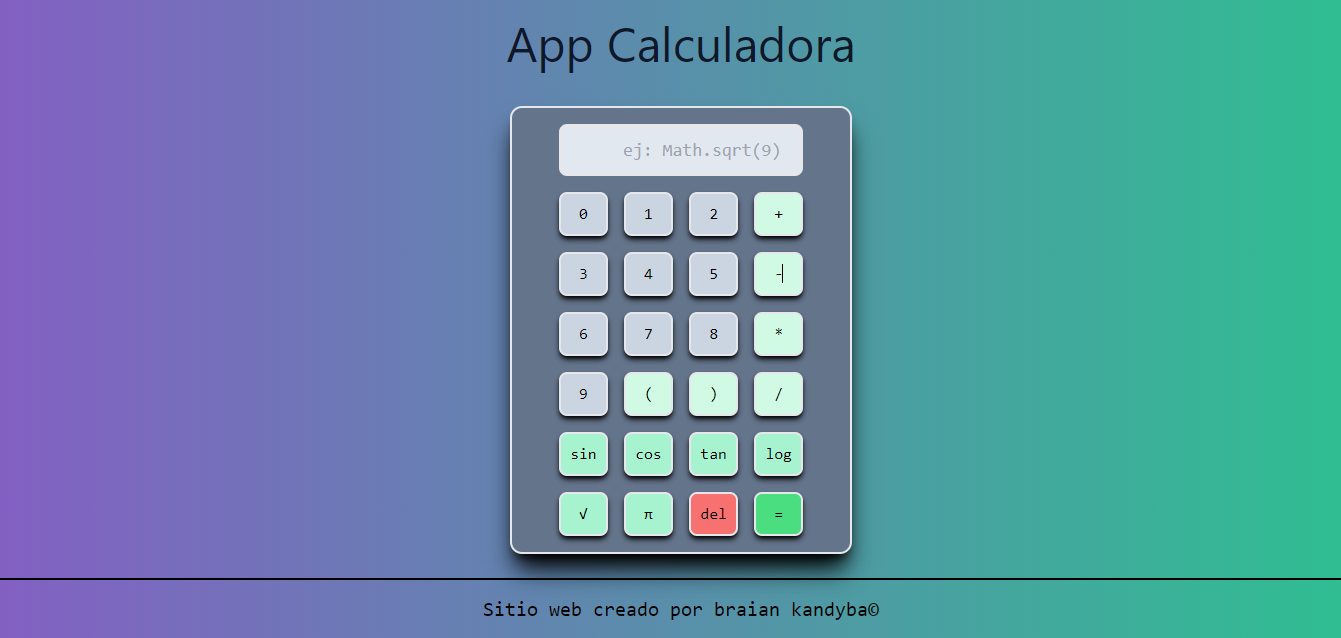 App Calculadora
ej: Math.sqrt(9)
0 1 2 +
3 4 5 -
6 7 8 *
9 ( ) /
sin cos tan log
√ π del =
Sitio web creado por braian kandyba©